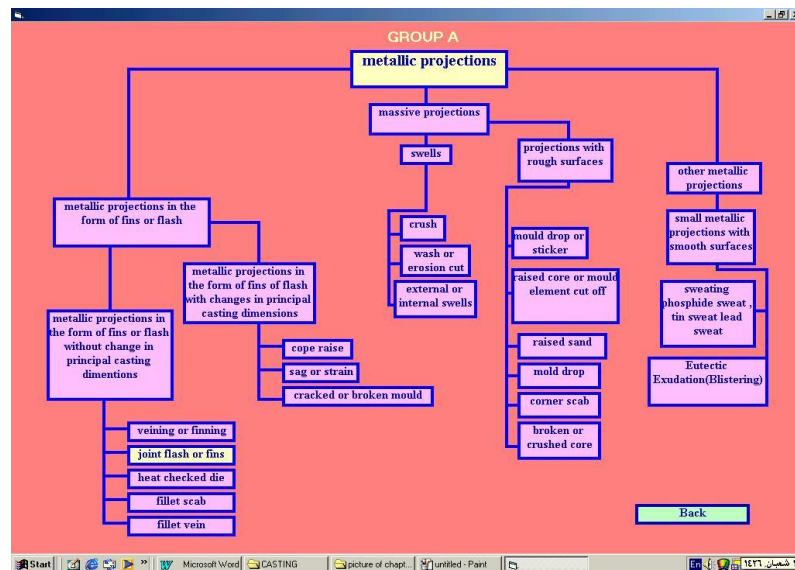 GROUP A
metallic projections
massive projections
swells
projections with
rough surfaces
other metallic
projections
metallic projections in the
form of fins or flash
small metallic
projections with
smooth surfaces
crush
wash or
erosion cut
external or
internal swells
mould drop or
sticker
raised core or mould
element cut off
metallic projections in
the form of fins of flash
with changes in principal
casting dimensions
sweating
phosphide sweat ,
tin sweat lead
sweat
metallic projections in
the form of fins or flash
without change in
principal casting
dimentions
cope raise
sag or strain
cracked or broken mould
raised sand
mold drop
corner scab
broken or
crushed core
Eutectic
Exudation(Blistering)
veining or finning
joint flash or fins
heat checked die
fillet scab
fillet vein
Back
Start
Microsoft Word
CASTING
picture of chapt...
untitled - Paint
En
شعبان, ١٤٢٦